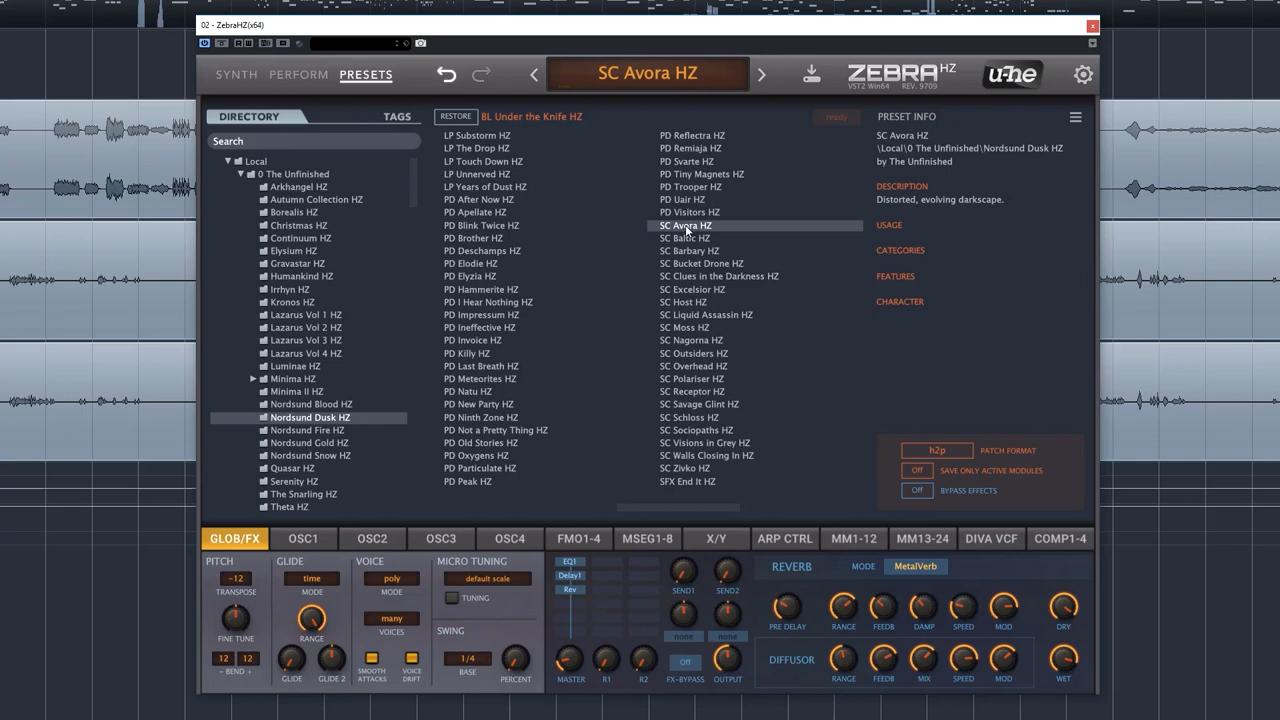 02 - ZebraHZ(x64)
SYNTH PERFORM PRESETS
SC Avora HZ
ZEBRA HZ
VST2 Win64 REV. 9709
u-he
DIRECTORY TAGS
RESTORE BL Under the Knife HZ
ready
PRESET INFO
Search
Local
0 The Unfinished
Arkhangel HZ
Autumn Collection HZ
Borealis HZ
Christmas HZ
Continuum HZ
Elysium HZ
Gravastar HZ
Humankind HZ
Irrhyn HZ
Kronos HZ
Lazarus Vol 1 HZ
Lazarus Vol 2 HZ
Lazarus Vol 3 HZ
Lazarus Vol 4 HZ
Luminae HZ
Minima HZ
Minima II HZ
Nordsund Blood HZ
Nordsund Dusk HZ
Nordsund Fire HZ
Nordsund Gold HZ
Nordsund Snow HZ
Quasar HZ
Serenity HZ
The Snarling HZ
Theta HZ
LP Substorm HZ
LP The Drop HZ
LP Touch Down HZ
LP Unnerved HZ
LP Years of Dust HZ
PD After Now HZ
PD Apellate HZ
PD Blink Twice HZ
PD Brother HZ
PD Deschamps HZ
PD Elodie HZ
PD Elyzia HZ
PD Hammerite HZ
PD I Hear Nothing HZ
PD Impressum HZ
PD Ineffective HZ
PD Invoice HZ
PD Killy HZ
PD Last Breath HZ
PD Meteorites HZ
PD Natu HZ
PD New Party HZ
PD Ninth Zone HZ
PD Not a Pretty Thing HZ
PD Old Stories HZ
PD Oxygens HZ
PD Particulate HZ
PD Peak HZ
PD Reflectra HZ
PD Remiaja HZ
PD Svarte HZ
PD Tiny Magnets HZ
PD Trooper HZ
PD Uair HZ
PD Visitors HZ
SC Avora HZ
SC Baltic HZ
SC Barbary HZ
SC Bucket Drone HZ
SC Clues in the Darkness HZ
SC Excelsior HZ
SC Host HZ
SC Liquid Assassin HZ
SC Moss HZ
SC Nagorna HZ
SC Outsiders HZ
SC Overhead HZ
SC Polariser HZ
SC Receptor HZ
SC Savage Glint HZ
SC Schloss HZ
SC Sociopaths HZ
SC Visions in Grey HZ
SC Walls Closing In HZ
SC Zivko HZ
SFX End It HZ
SC Avora HZ
\Local\0 The Unfinished\Nordsund Dusk HZ
by The Unfinished
DESCRIPTION
Distorted, evolving darkscape.
USAGE
CATEGORIES
FEATURES
CHARACTER
h2p PATCH FORMAT
Off SAVE ONLY ACTIVE MODULES
Off BYPASS EFFECTS
GLOB/FX OSC1 OSC2 OSC3 OSC4 FMO1-4 MSEG1-8 X/Y ARP CTRL MM1-12 MM13-24 DIVA VCF COMP1-4
PITCH
-12
TRANSPOSE
FINE TUNE
12 12
- BEND +
GLIDE
time
MODE
RANGE
GLIDE GLIDE 2
VOICE
poly
MODE
many
VOICES
SMOOTH ATTACKS
VOICE DRIFT
MICRO TUNING
default scale
TUNING
SWING
1/4
BASE PERCENT
EQ1
Delay1
Rev
MASTER R1 R2
SEND1 SEND2
none none
Off
FX-BYPASS OUTPUT
REVERB MODE MetalVerb
PRE DELAY RANGE FEEDB DAMP SPEED MOD DRY
DIFFUSOR
RANGE FEEDB MIX SPEED MOD WET